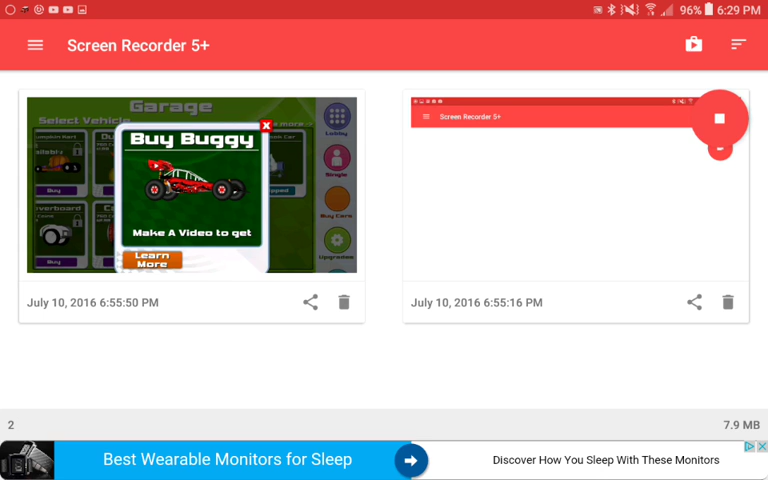 96% 6:29 PM
Screen Recorder 5+
Garage
Select Vehicle
Buy Buggy
Make A Video to get
Learn
More
Buy
Buy
Lobby
Single
Buy Cars
Upgrades
Screen Recorder 5+
July 10, 2016 6:55:50 PM
July 10, 2016 6:55:16 PM
2
7.9 MB
Best Wearable Monitors for Sleep
Discover How You Sleep With These Monitors